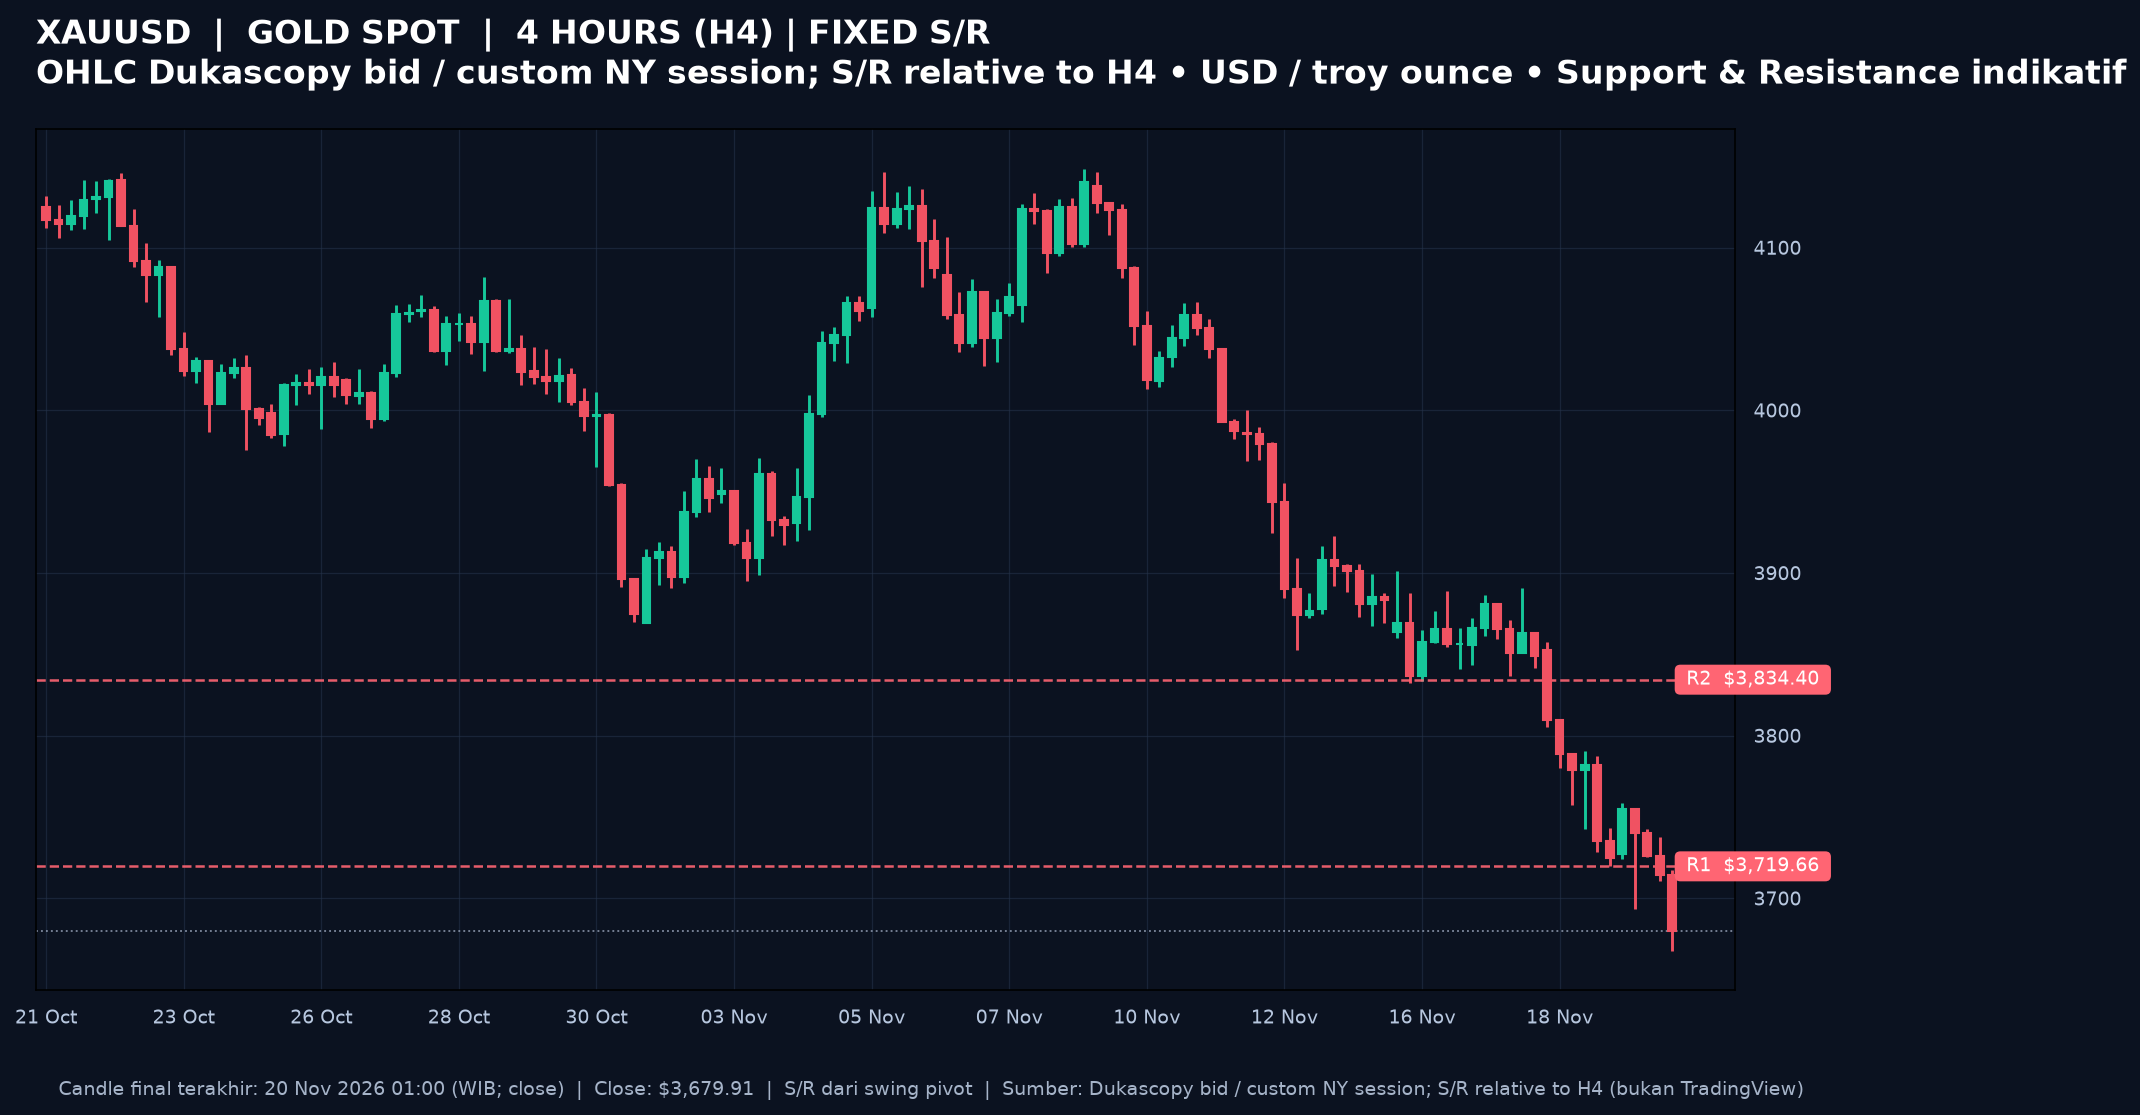 XAUUSD | GOLD SPOT | 4 HOURS (H4) | FIXED S/R
OHLC Dukascopy bid / custom NY session; S/R relative to H4 • USD / troy ounce • Support & Resistance indikatif
4100
4000
3900
R2 $3,834.40
3800
R1 $3,719.66
3700
21 Oct 23 Oct 26 Oct 28 Oct 30 Oct 03 Nov 05 Nov 07 Nov 10 Nov 12 Nov 16 Nov 18 Nov
Candle final terakhir: 20 Nov 2026 01:00 (WIB; close) | Close: $3,679.91 | S/R dari swing pivot | Sumber: Dukascopy bid / custom NY session; S/R relative to H4 (bukan TradingView)